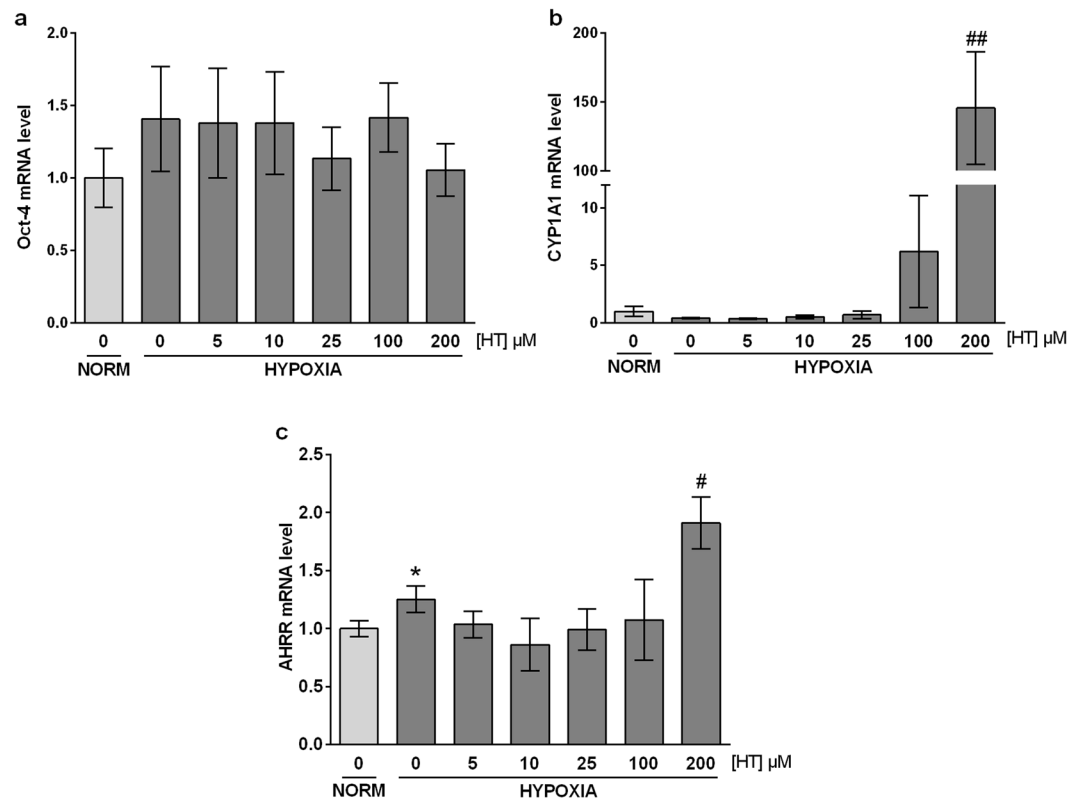 a
Oct-4 mRNA level
2.0
1.5
1.0
0.5
0.0
0 0 5 10 25 100 200 [HT] µM
NORM HYPOXIA
b
CYP1A1 mRNA level
200
150
100
10
5
0
##
0 0 5 10 25 100 200 [HT] µM
NORM HYPOXIA
c
AHRR mRNA level
2.5
2.0
1.5
1.0
0.5
0.0
*
#
0 0 5 10 25 100 200 [HT] µM
NORM HYPOXIA